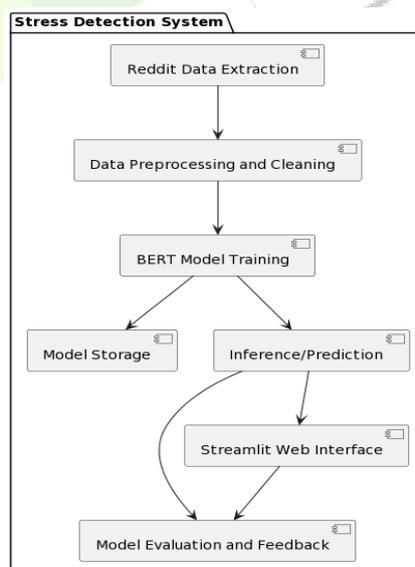 Stress Detection System
Reddit Data Extraction
Data Preprocessing and Cleaning
BERT Model Training
Model Storage
Inference/Prediction
Streamlit Web Interface
Model Evaluation and Feedback